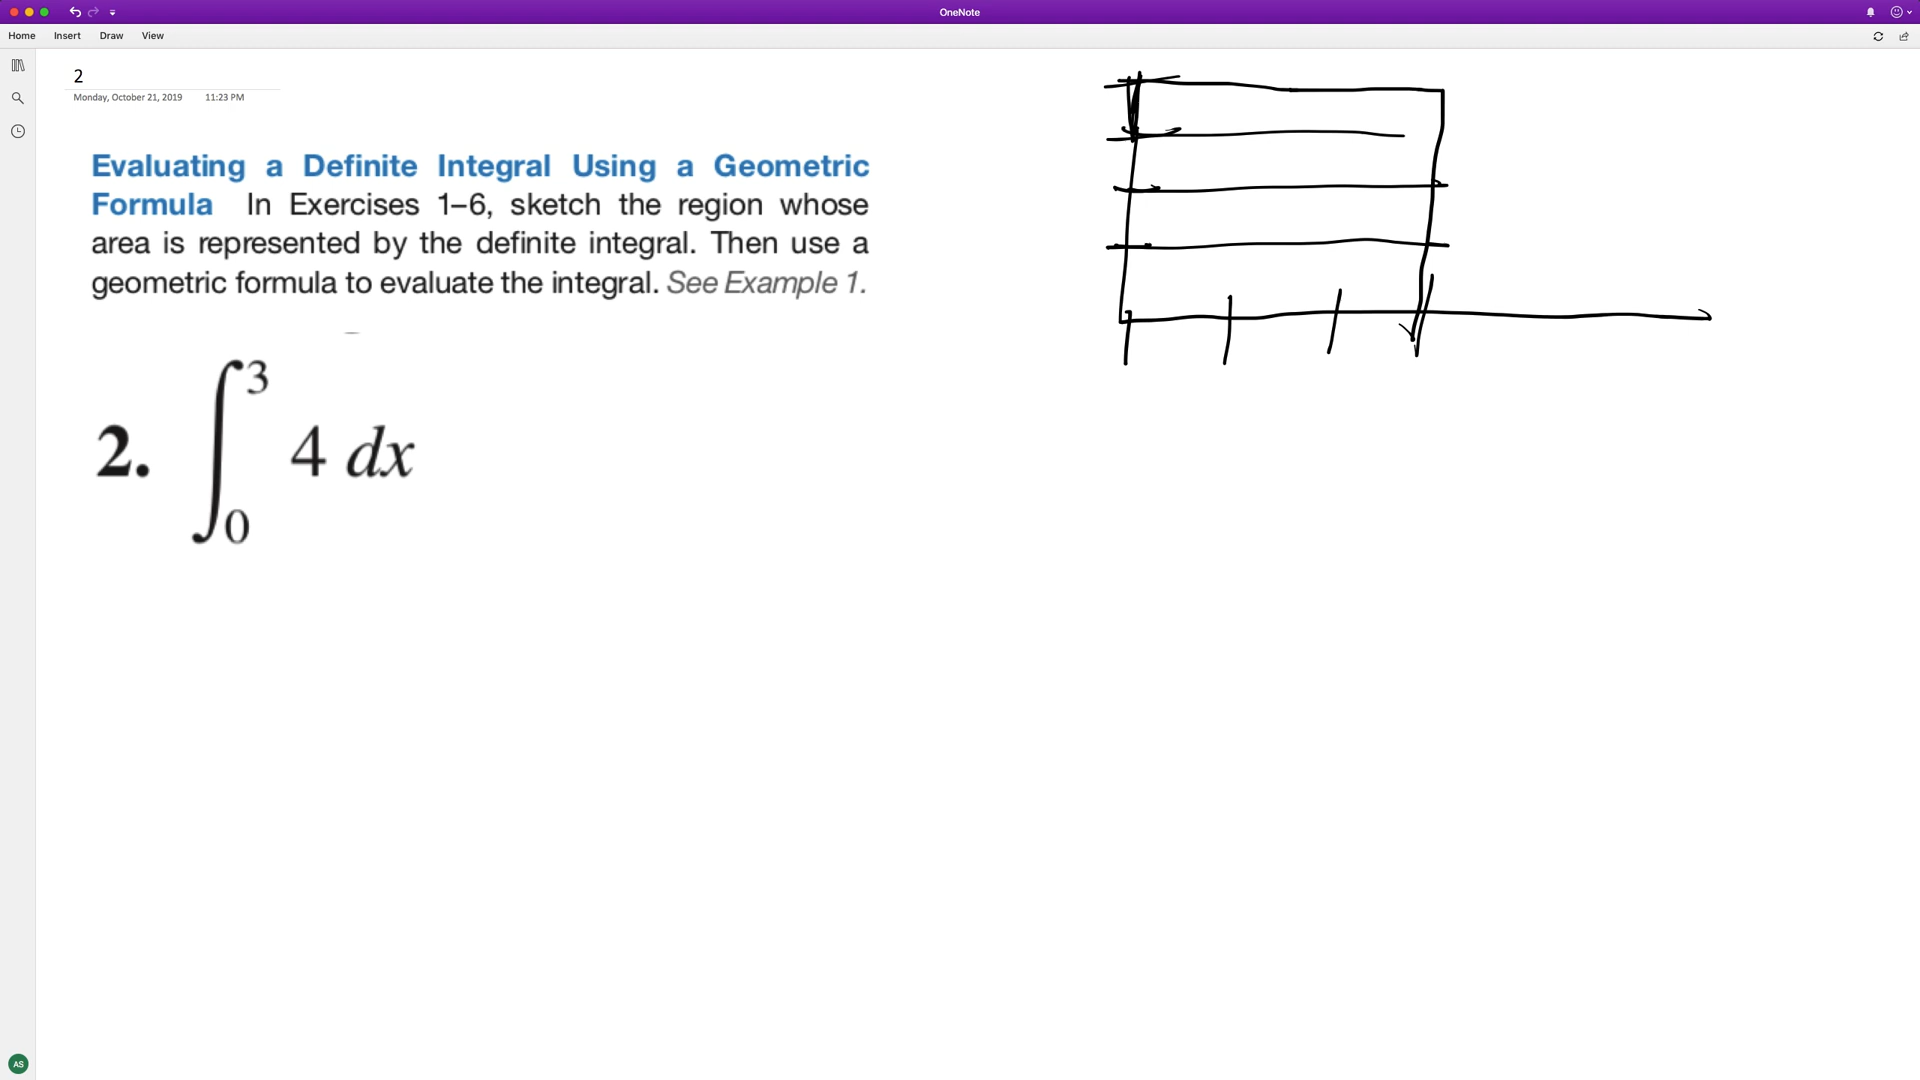 OneNote
Home Insert Draw View
2
Monday, October 21, 2019 11:23 PM
Evaluating a Definite Integral Using a Geometric
Formula In Exercises 1–6, sketch the region whose
area is represented by the definite integral. Then use a
geometric formula to evaluate the integral. See Example 1.
2. ∫₀³ 4 dx
AS